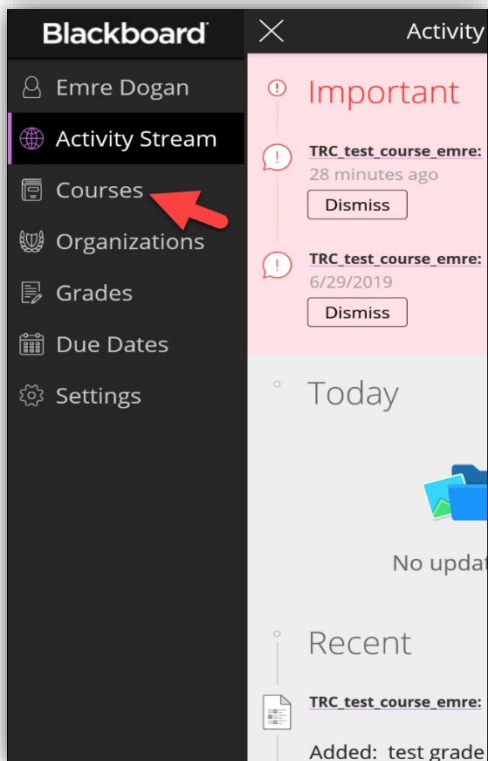 Blackboard
Emre Dogan
Activity Stream
Courses
Organizations
Grades
Due Dates
Settings
Activity
Important
TRC_test_course_emre:
28 minutes ago
Dismiss
TRC_test_course_emre:
6/29/2019
Dismiss
Today
No updat
Recent
TRC_test_course_emre:
Added: test grade